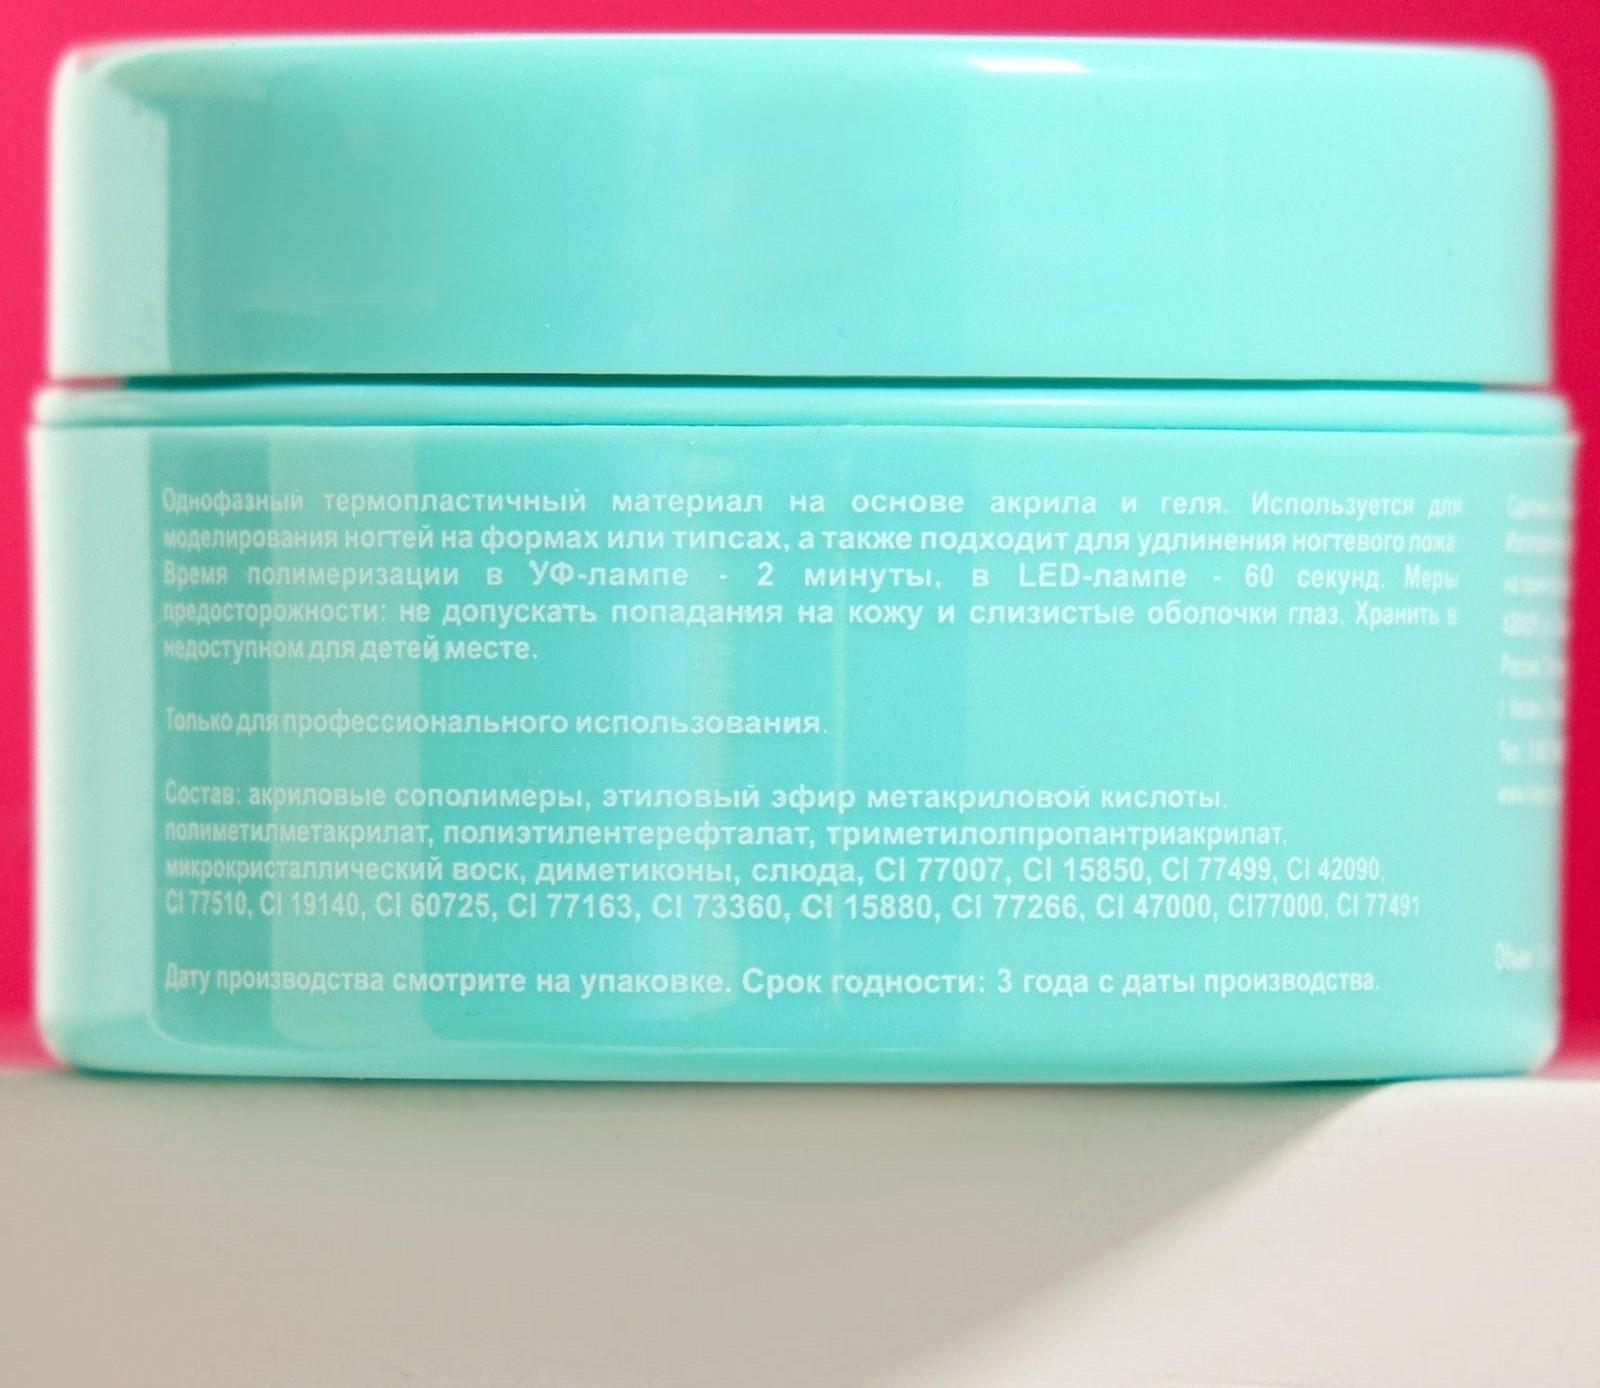 Однофазный термопластичный материал на основе акрила и геля. Используется для
моделирования ногтей на формах или типсах, а также подходит для удлинения ногтевого ложа.
Время полимеризации в УФ-лампе - 2 минуты, в LED-лампе - 60 секунд. Меры
предосторожности: не допускать попадания на кожу и слизистые оболочки глаз. Хранить в
недоступном для детей месте.
Только для профессионального использования.
Состав: акриловые сополимеры, этиловый эфир метакриловой кислоты,
полиметилметакрилат, полиэтилентерефталат, триметилолпропантриакрилат,
микрокристаллический воск, диметиконы, слюда, CI 77007, CI 15850, CI 77499, CI 42090,
CI 77510, CI 19140, CI 60725, CI 77163, CI 73360, CI 15880, CI 77266, CI 47000, CI77000, CI 77491
Дату производства смотрите на упаковке. Срок годности: 3 года с даты производства.